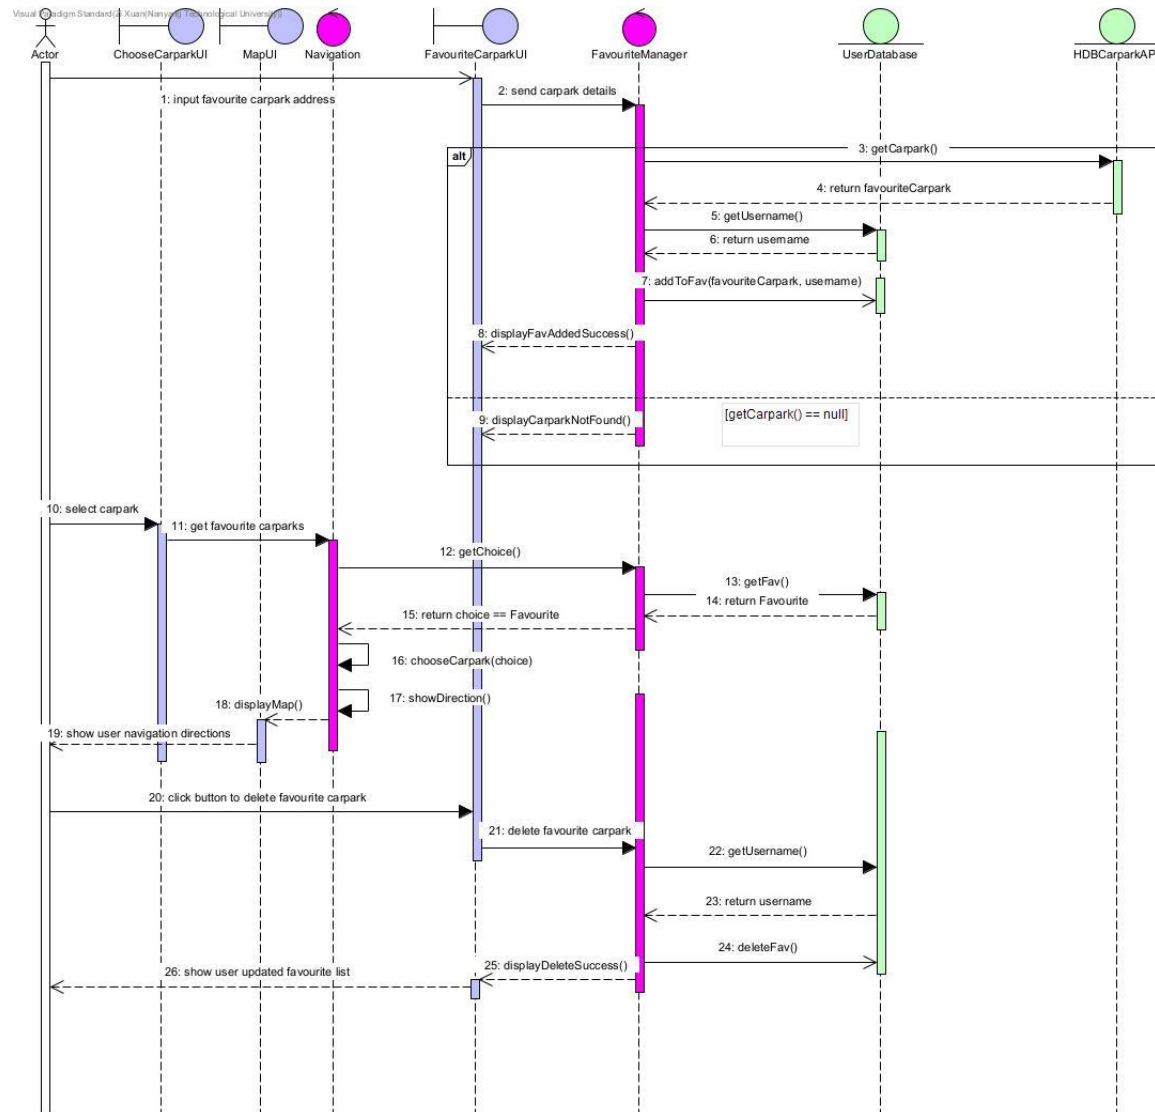 Visual Paradigm Standard(Zi Xuan(Nanyang Technological University))
Actor
ChooseCarparkUI
MapUI
Navigation
FavouriteCarparkUI
FavouriteManager
UserDatabase
HDBCarparkAP
1: input favourite carpark address
2: send carpark details
alt
3: getCarpark()
4: return favouriteCarpark
5: getUsername()
6: return username
7: addToFav(favouriteCarpark, username)
8: displayFavAddedSuccess()
[getCarpark() == null]
9: displayCarparkNotFound()
10: select carpark
11: get favourite carparks
12: getChoice()
13: getFav()
14: return Favourite
15: return choice == Favourite
16: chooseCarpark(choice)
17: showDirection()
18: displayMap()
19: show user navigation directions
20: click button to delete favourite carpark
21: delete favourite carpark
22: getUsername()
23: return username
24: deleteFav()
25: displayDeleteSuccess()
26: show user updated favourite list